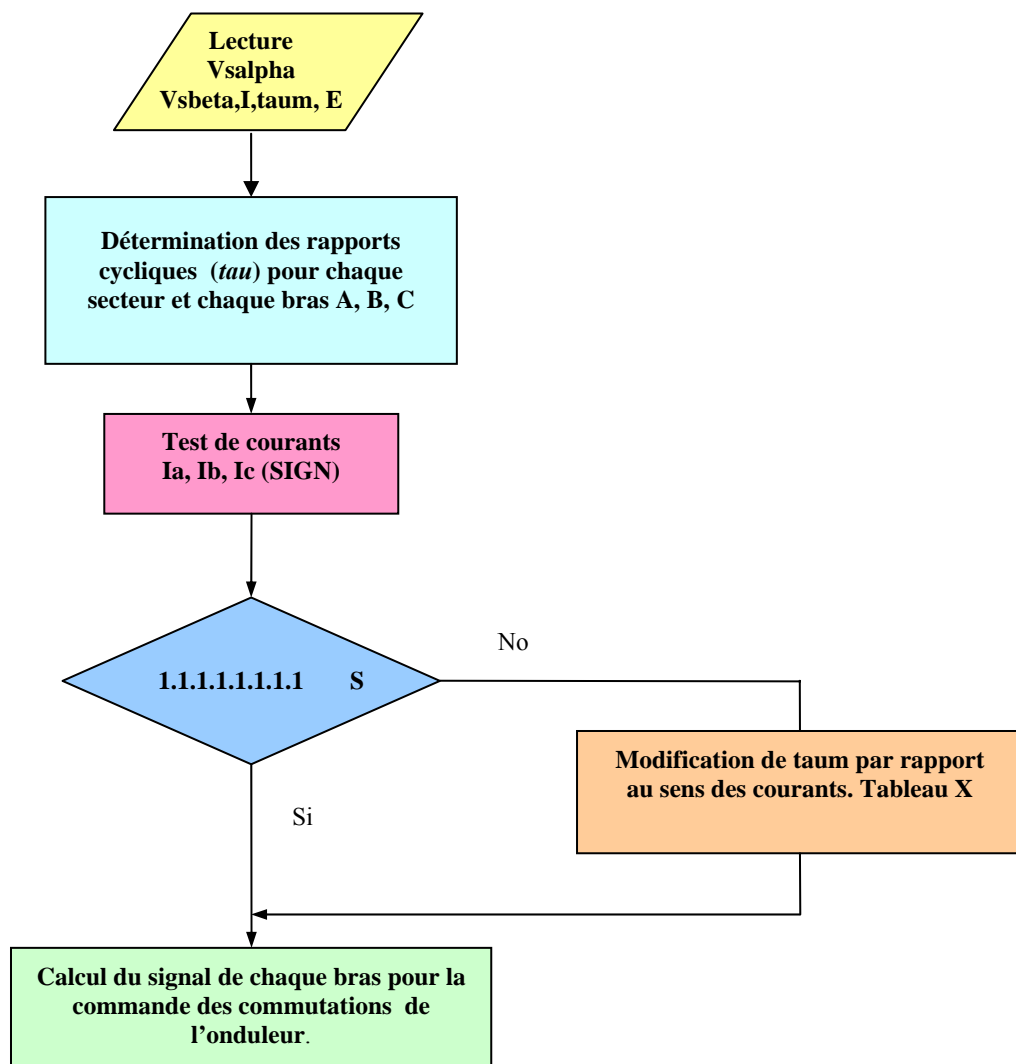 Lecture
Vsalpha
Vsbeta,I,taum, E
Détermination des rapports
cycliques (tau) pour chaque
secteur et chaque bras A, B, C
Test de courants
Ia, Ib, Ic (SIGN)
No
1.1.1.1.1.1.1.1 S
Modification de taum par rapport
au sens des courants. Tableau X
Si
Calcul du signal de chaque bras pour la
commande des commutations de
l’onduleur.